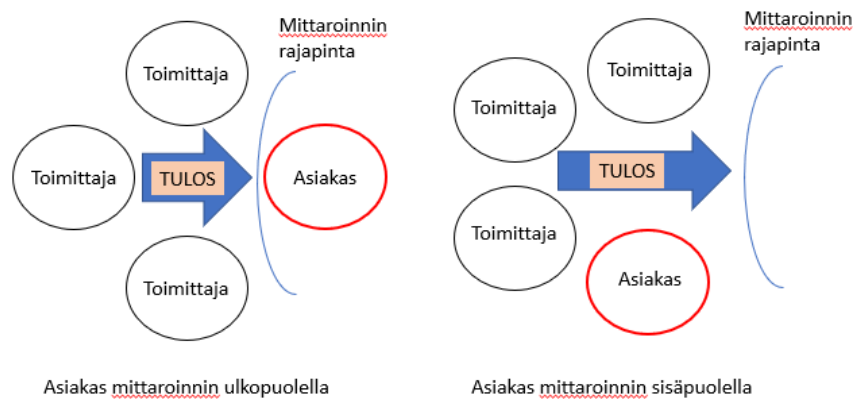 Mittaroinnin
rajapinta
Toimittaja
Toimittaja
TULOS
Asiakas
Toimittaja
Asiakas mittaroinnin ulkopuolella
Mittaroinnin
rajapinta
Toimittaja
Toimittaja
TULOS
Toimittaja
Asiakas
Asiakas mittaroinnin sisäpuolella